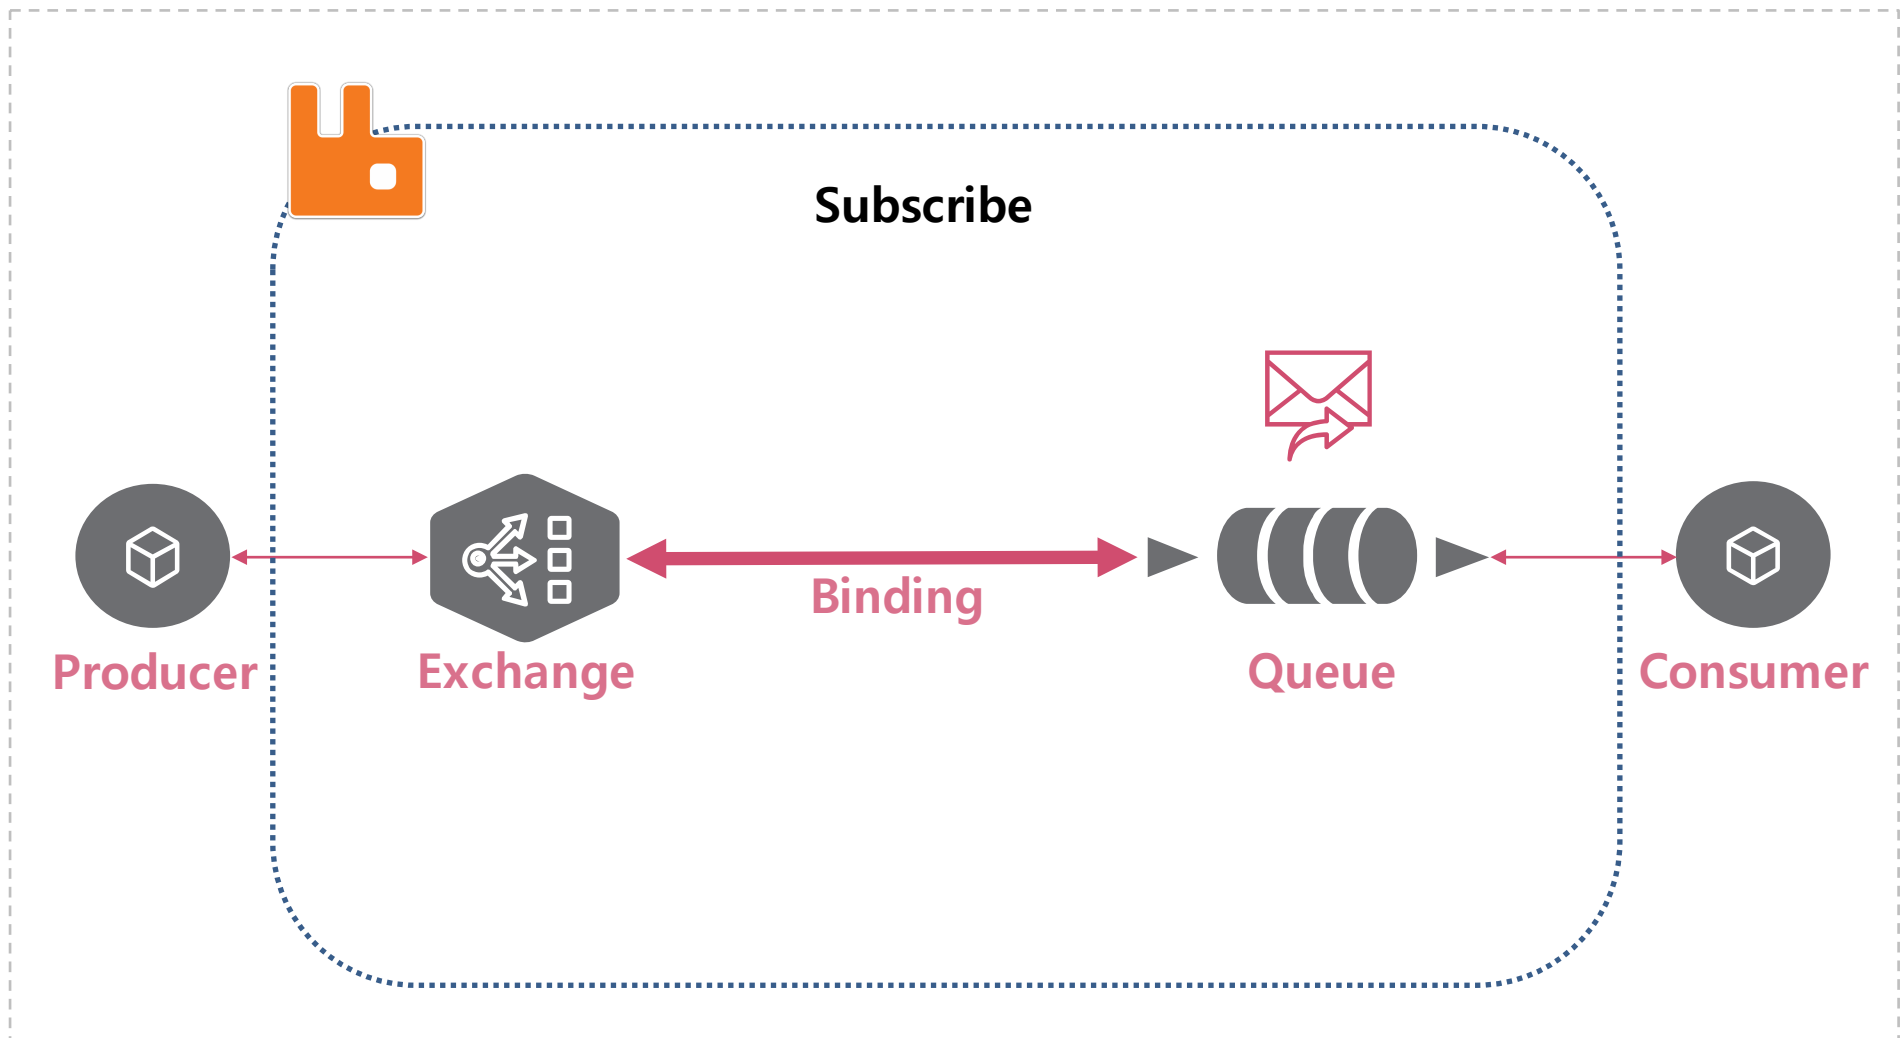 Subscribe
Binding
Producer
Exchange
Queue
Consumer